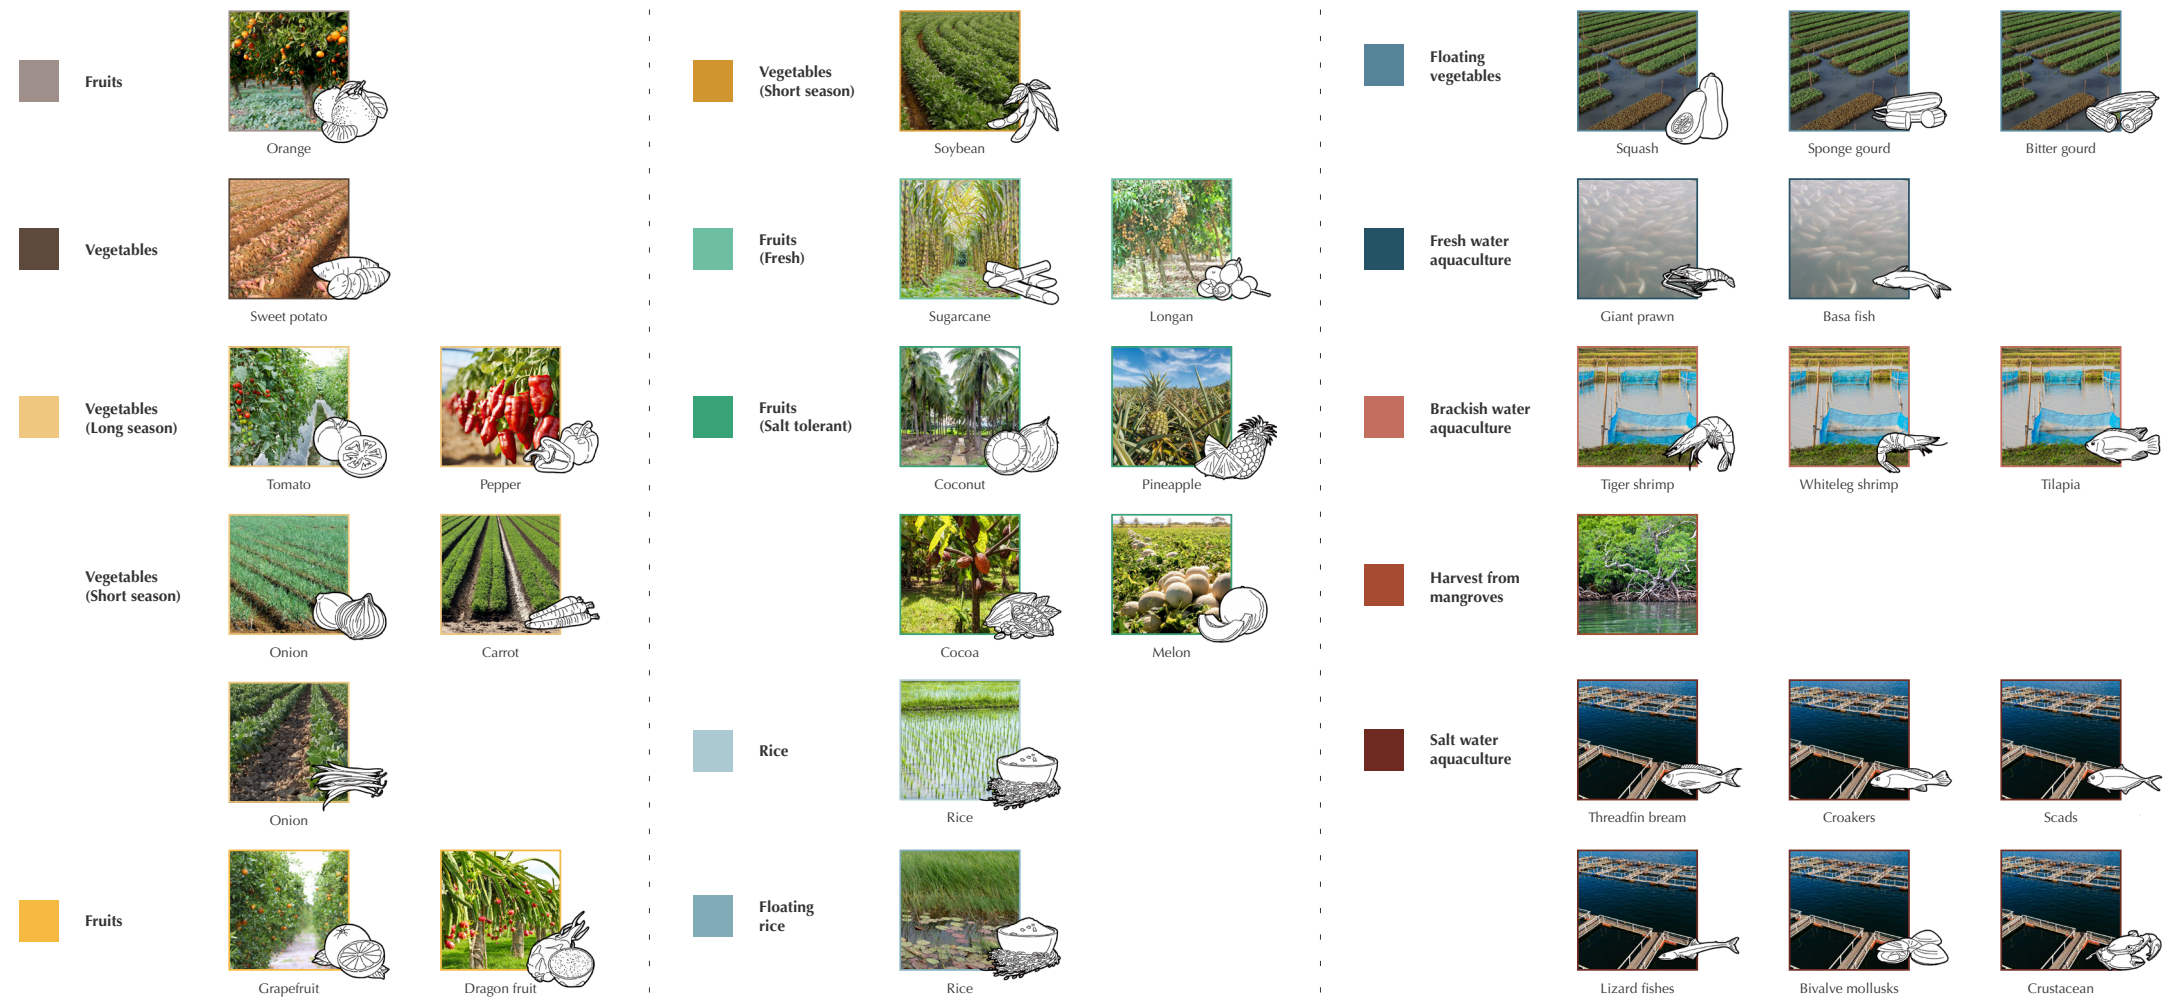 Fruits
Orange
Vegetables
Sweet potato
Vegetables
(Long season)
Tomato
Pepper
Vegetables
(Short season)
Onion
Carrot
Onion
Fruits
Grapefruit
Dragon fruit
Vegetables
(Short season)
Soybean
Fruits
(Fresh)
Sugarcane
Longan
Fruits
(Salt tolerant)
Coconut
Pineapple
Cocoa
Melon
Rice
Rice
Floating
rice
Rice
Floating
vegetables
Squash
Sponge gourd
Bitter gourd
Fresh water
aquaculture
Giant prawn
Basa fish
Brackish water
aquaculture
Tiger shrimp
Whiteleg shrimp
Tilapia
Harvest from
mangroves
Salt water
aquaculture
Threadfin bream
Croakers
Scads
Lizard fishes
Bivalve mollusks
Crustacean